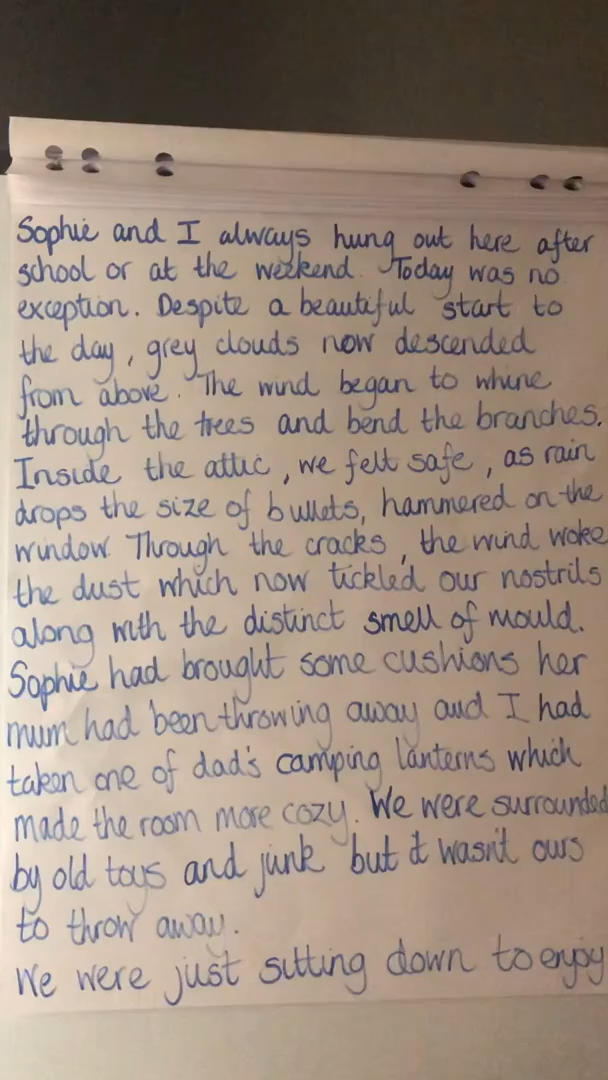 Sophie and I always hung out here after
school or at the weekend. Today was no
exception. Despite a beautiful start to
the day, grey clouds now descended
from above. The wind began to whine
through the trees and bend the branches.
Inside the attic, we felt safe, as rain
drops the size of bullets, hammered on the
window. Through the cracks, the wind woke
the dust which now tickled our nostrils
along with the distinct smell of mould.
Sophie had brought some cushions her
mum had been throwing away and I had
taken one of dad's camping lanterns which
made the room more cozy. We were surrounded
by old toys and junk but it wasn't ours
to throw away.
We were just sitting down to enjoy